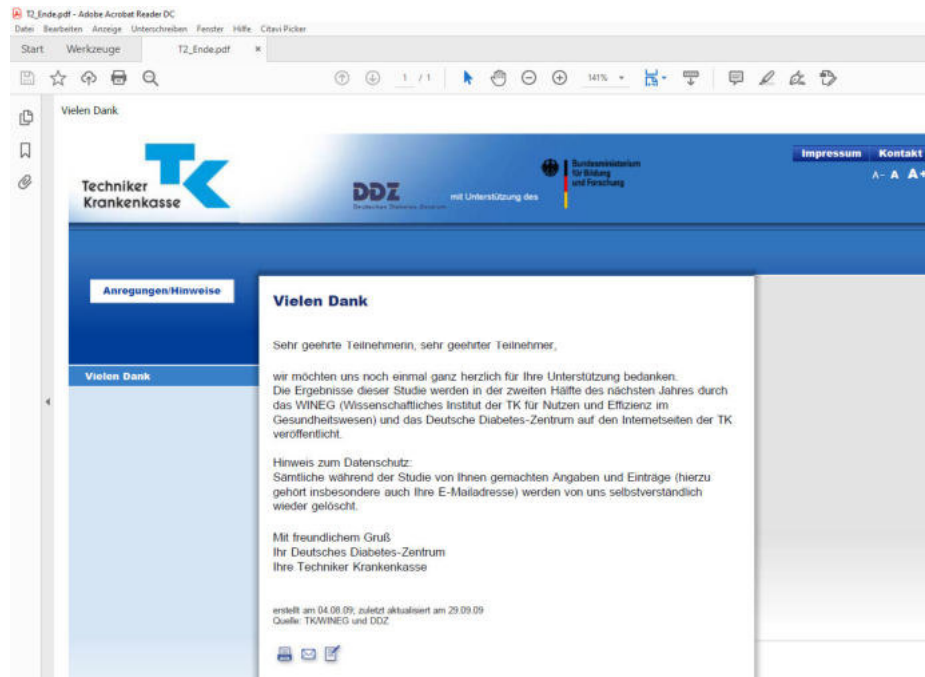 T2_Ende.pdf - Adobe Acrobat Reader DC
Datei Bearbeiten Anzeige Unterschreiben Fenster Hilfe Citavi Picker
Start Werkzeuge T2_Ende.pdf ×
1 / 1 141%
Vielen Dank
Impressum Kontakt
A- A A+
Techniker
Krankenkasse
TK
DDZ
Deutsches Diabetes-Zentrum
mit Unterstützung des
Bundesministerium
für Bildung
und Forschung
Anregungen/Hinweise
Vielen Dank
Vielen Dank
Sehr geehrte Teilnehmerin, sehr geehrter Teilnehmer,
wir möchten uns noch einmal ganz herzlich für Ihre Unterstützung bedanken.
Die Ergebnisse dieser Studie werden in der zweiten Hälfte des nächsten Jahres durch
das WINEG (Wissenschaftliches Institut der TK für Nutzen und Effizienz im
Gesundheitswesen) und das Deutsche Diabetes-Zentrum auf den Internetseiten der TK
veröffentlicht.
Hinweis zum Datenschutz:
Sämtliche während der Studie von Ihnen gemachten Angaben und Einträge (hierzu
gehört insbesondere auch Ihre E-Mailadresse) werden von uns selbstverständlich
wieder gelöscht.
Mit freundlichem Gruß
Ihr Deutsches Diabetes-Zentrum
Ihre Techniker Krankenkasse
erstellt am 04.08.09; zuletzt aktualisiert am 29.09.09
Quelle: TK/WINEG und DDZ